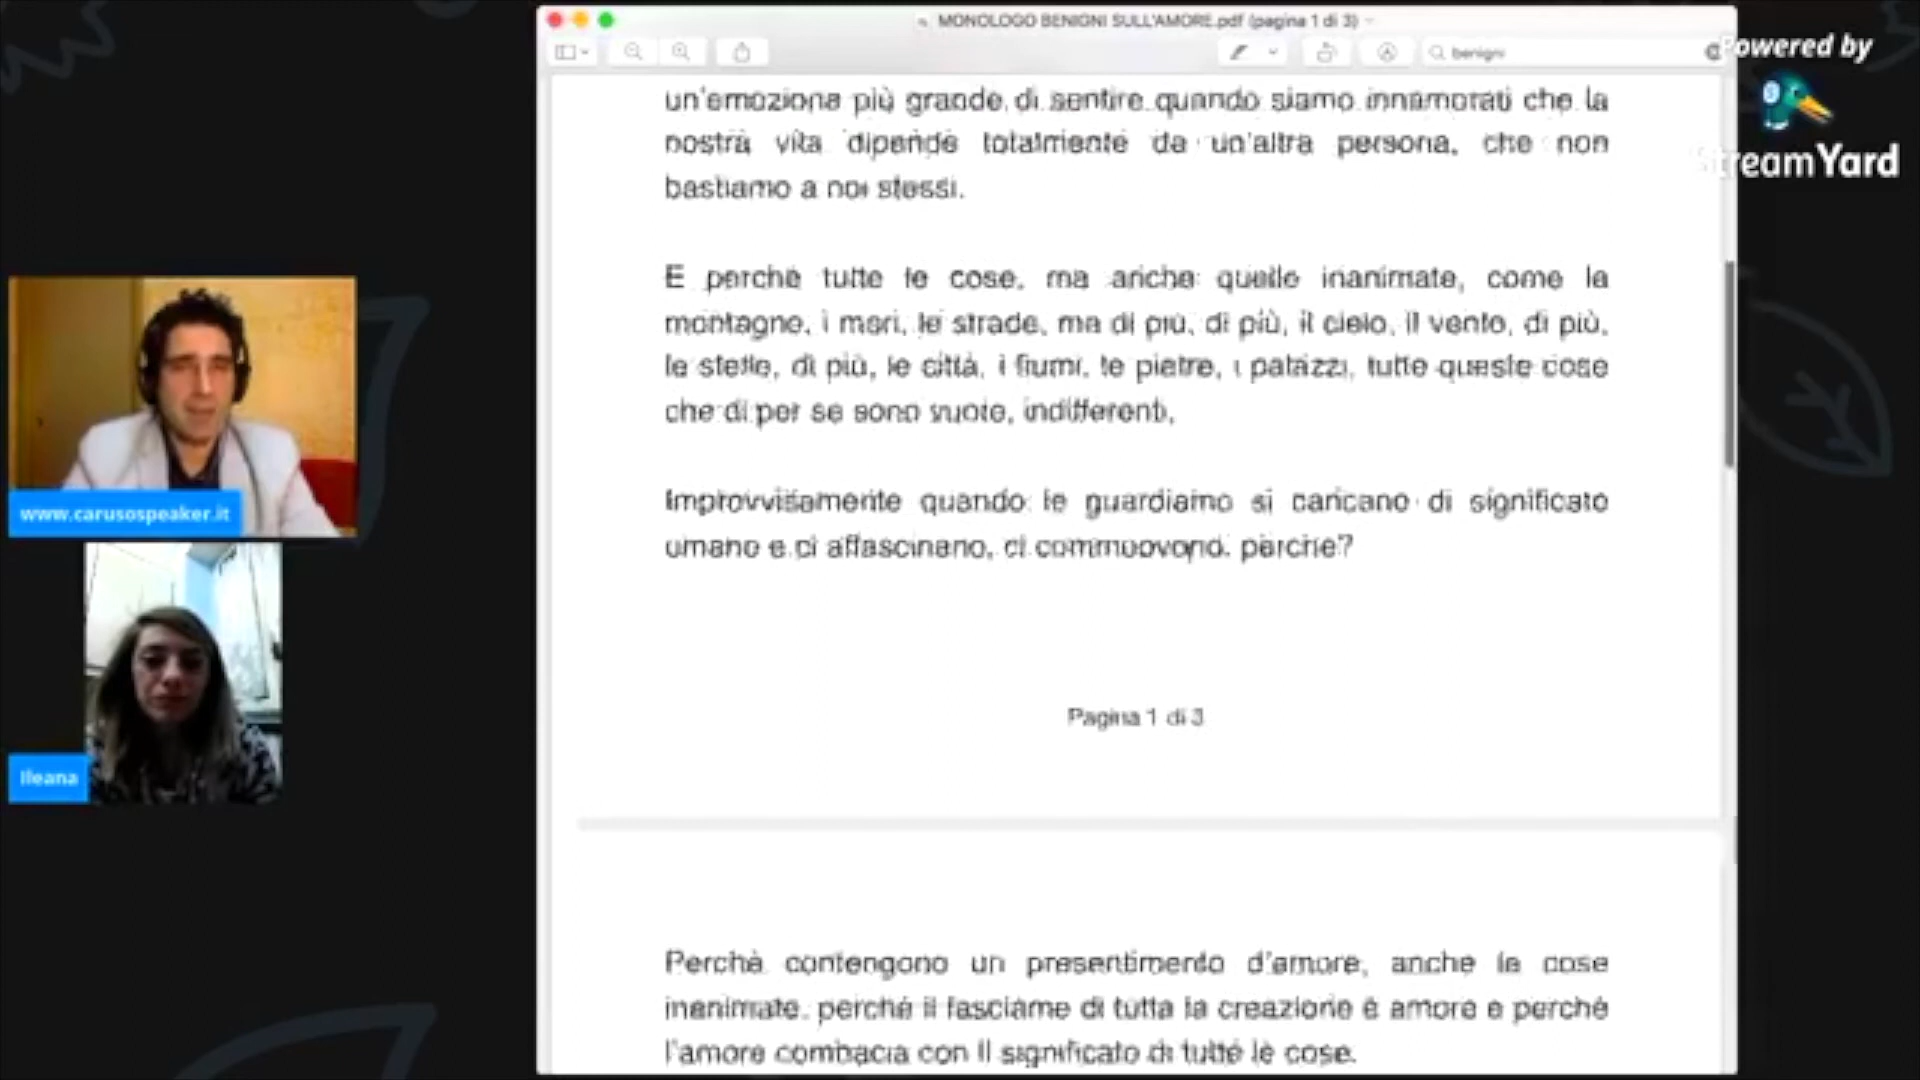 MONOLOGO BENIGNI SULL'AMORE.pdf (pagina 1 di 3)
benigni
Powered by
StreamYard
un'emozione più grande di sentire quando siamo innamorati che la
nostra vita dipende totalmente da un'altra persona, che non
bastiamo a noi stessi.
E perchè tutte le cose, ma anche quelle inanimate, come le
montagne, i mari, le strade, ma di più, di più, il cielo, il vento, di più,
le stelle, di più, le città, i fiumi, le pietre, i palazzi, tutte queste cose
che di per se sono vuote, indifferenti,
Improvvisamente quando le guardiamo si caricano di significato
umano e ci affascinano, ci commuovono, perche?
Pagina 1 di 3
Perchè contengono un presentimento d'amore, anche le cose
inanimate, perché il fasciame di tutta la creazione è amore e perché
l'amore combacia con il significato di tutte le cose.
www.carusospeaker.it
Ileana